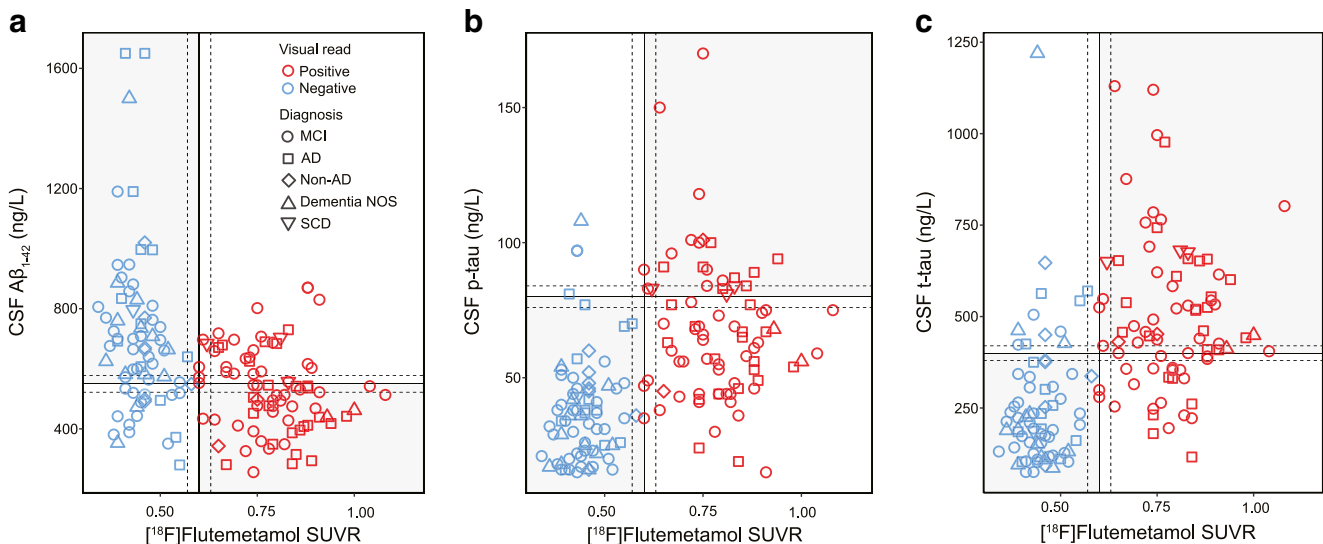 a
CSF Aβ1-42 (ng/L)
1600
1200
800
400
0.50
0.75
1.00
[18F]Flutemetamol SUVR
Visual read
Positive
Negative
Diagnosis
MCI
AD
Non-AD
Dementia NOS
SCD
b
CSF p-tau (ng/L)
150
100
50
0.50
0.75
1.00
[18F]Flutemetamol SUVR
c
CSF t-tau (ng/L)
1250
1000
750
500
250
0.50
0.75
1.00
[18F]Flutemetamol SUVR